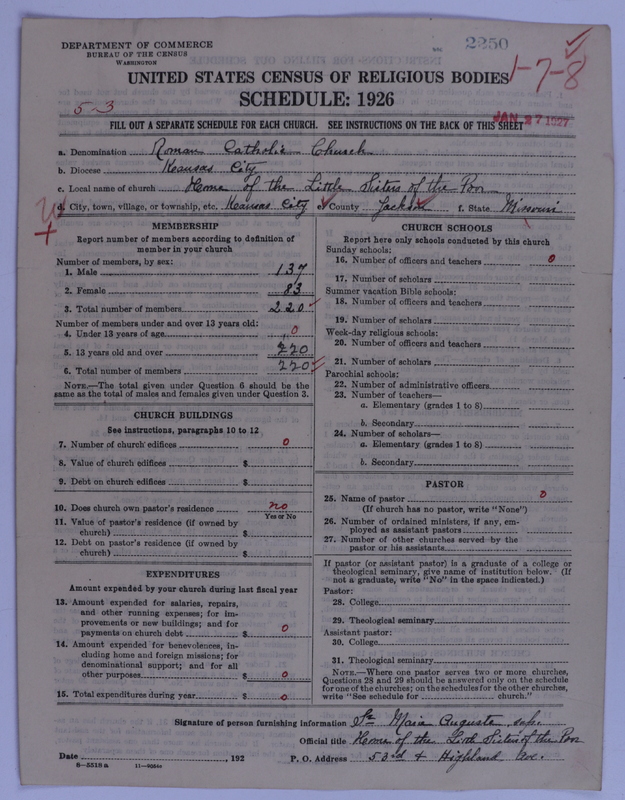 DEPARTMENT OF COMMERCE
BUREAU OF THE CENSUS
WASHINGTON
2250
UNITED STATES CENSUS OF RELIGIOUS BODIES
1-7-8
SCHEDULE: 1926
5-3
JAN 27 1927
FILL OUT A SEPARATE SCHEDULE FOR EACH CHURCH. SEE INSTRUCTIONS ON THE BACK OF THIS SHEET
a. Denomination Roman Catholic Church
b. Diocese Kansas City
c. Local name of church Home of the Little Sisters of the Poor
d. City, town, village, or township, etc. Kansas City e. County Jackson f. State Missouri
MEMBERSHIP
Report number of members according to definition of
member in your church
Number of members, by sex:
1. Male 137
2. Female 83
3. Total number of members 220
Number of members under and over 13 years old:
4. Under 13 years of age 0
5. 13 years old and over 220
6. Total number of members 220
NOTE.—The total given under Question 6 should be the
same as the total of males and females given under Question 3.
CHURCH BUILDINGS
See instructions, paragraphs 10 to 12
7. Number of church edifices 0
8. Value of church edifices $
9. Debt on church edifices $
10. Does church own pastor's residence no
Yes or No
11. Value of pastor's residence (if owned by
church) $
12. Debt on pastor's residence (if owned by
church) $
EXPENDITURES
Amount expended by your church during last fiscal year
13. Amount expended for salaries, repairs,
and other running expenses; for im-
provements or new buildings; and for
payments on church debt $ 0
14. Amount expended for benevolences, in-
cluding home and foreign missions; for
denominational support; and for all
other purposes $ 0
15. Total expenditures during year $ 0
CHURCH SCHOOLS
Report here only schools conducted by this church
Sunday schools:
16. Number of officers and teachers 0
17. Number of scholars
Summer vacation Bible schools:
18. Number of officers and teachers
19. Number of scholars
Week-day religious schools:
20. Number of officers and teachers
21. Number of scholars
Parochial schools:
22. Number of administrative officers
23. Number of teachers—
a. Elementary (grades 1 to 8)
b. Secondary
24. Number of scholars—
a. Elementary (grades 1 to 8)
b. Secondary
PASTOR
25. Name of pastor 0
(If church has no pastor, write "None")
26. Number of ordained ministers, if any, em-
ployed as assistant pastors
27. Number of other churches served by the
pastor or his assistants
If pastor (or assistant pastor) is a graduate of a college or
theological seminary, give name of institution below. (If
not a graduate, write "No" in the space indicated.)
Pastor:
28. College
29. Theological seminary
Assistant pastor:
30. College
31. Theological seminary
NOTE.—Where one pastor serves two or more churches,
Questions 28 and 29 should be answered only on the schedule
for one of the churches; on the schedules for the other churches,
write "See schedule for church."
Signature of person furnishing information Sr. Marie Auguste, sup.
Official title Home of the Little Sisters of the Poor
Date , 192 P. O. Address 53rd & Highland Ave.
8—5518a 11—9084c